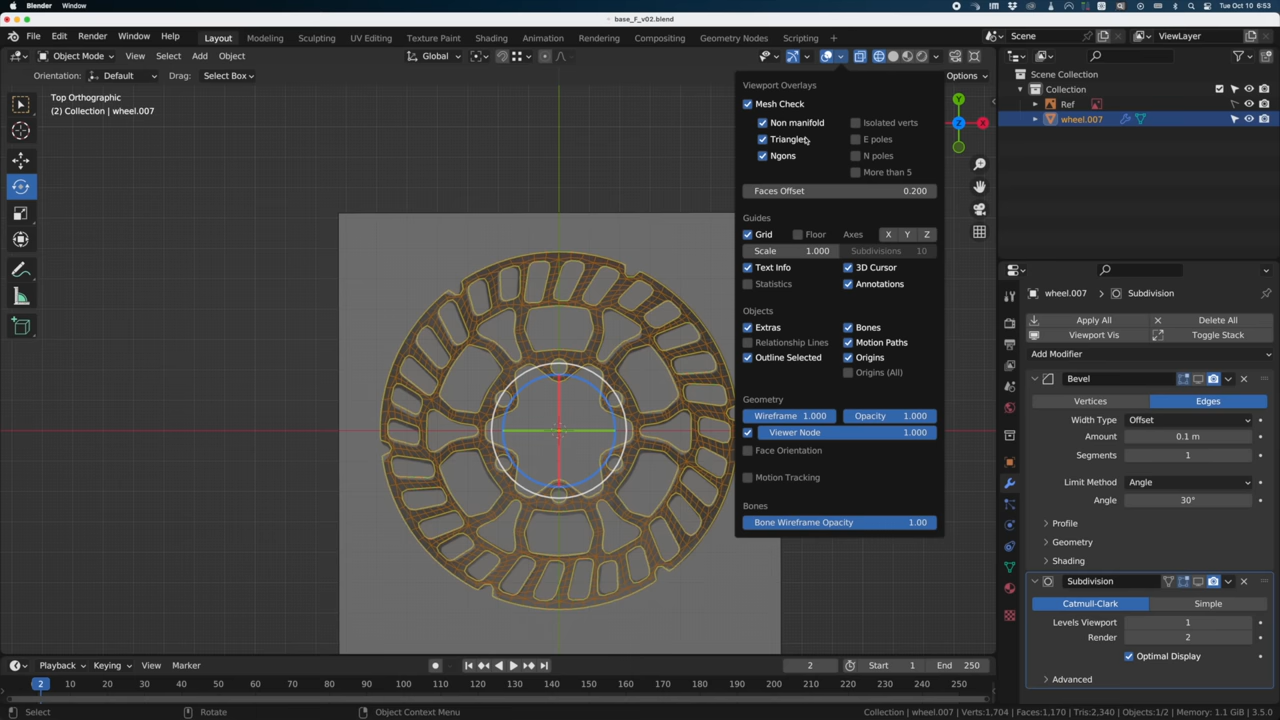 Blender Window Tue Oct 10 6:53
base_F_v02.blend
File Edit Render Window Help Layout Modeling Sculpting UV Editing Texture Paint Shading Animation Rendering Compositing Geometry Nodes Scripting + Scene ViewLayer
Object Mode View Select Add Object Global
Orientation: Default Drag: Select Box Options
Top Orthographic
(2) Collection | wheel.007
Y
Z
X
Viewport Overlays
Mesh Check
Non manifold Isolated verts
Triangles E poles
Ngons N poles
More than 5
Faces Offset 0.200
Guides
Grid Floor Axes X Y Z
Scale 1.000 Subdivisions 10
Text Info 3D Cursor
Statistics Annotations
Objects
Extras Bones
Relationship Lines Motion Paths
Outline Selected Origins
Origins (All)
Geometry
Wireframe 1.000 Opacity 1.000
Viewer Node 1.000
Face Orientation
Motion Tracking
Bones
Bone Wireframe Opacity 1.00
Scene Collection
Collection
Ref
wheel.007
wheel.007 > Subdivision
Apply All Delete All
Viewport Vis Toggle Stack
Add Modifier
Bevel
Vertices Edges
Width Type Offset
Amount 0.1 m
Segments 1
Limit Method Angle
Angle 30°
Profile
Geometry
Shading
Subdivision
Catmull-Clark Simple
Levels Viewport 1
Render 2
Optimal Display
Advanced
Playback Keying View Marker 2 Start 1 End 250
2 10 20 30 40 50 60 70 80 90 100 110 120 130 140 150 160 170 180 190 200 210 220 230 240 250
Select Rotate Object Context Menu Collection | wheel.007 | Verts:1,704 | Faces:1,170 | Tris:2,340 | Objects:1/2 | Memory: 1.1 GiB | 3.5.0